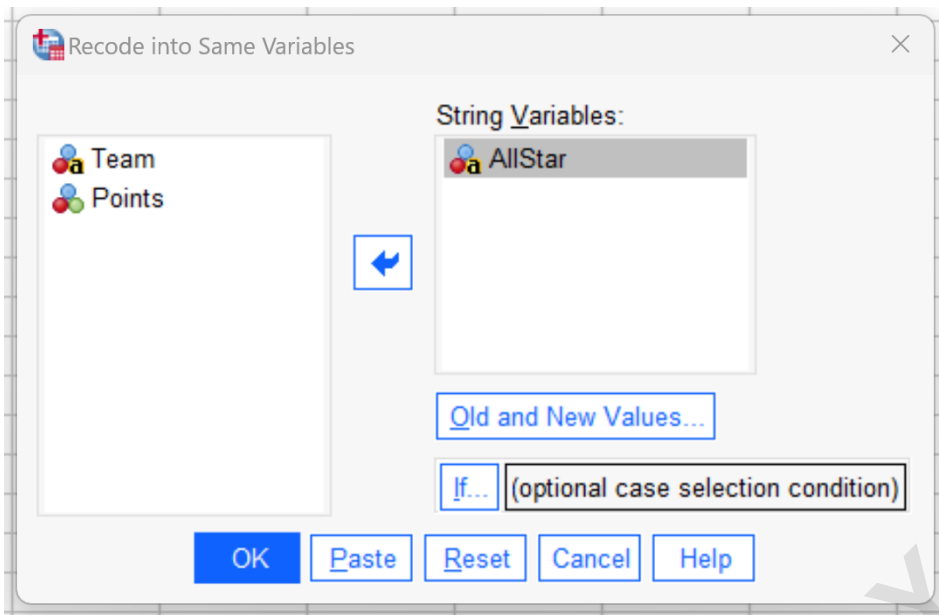 Recode into Same Variables
String Variables:
Team
Points
AllStar
Old and New Values...
If... (optional case selection condition)
OK Paste Reset Cancel Help